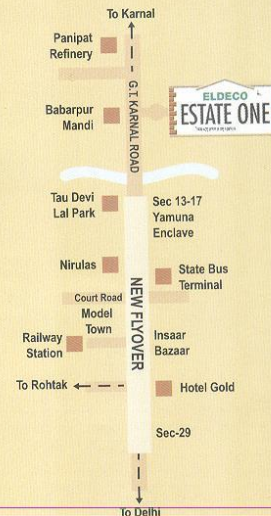 To Karnal
Panipat
Refinery
G.T. KARNAL ROAD
Babarpur
Mandi
ELDECO
ESTATE ONE
Tau Devi
Lal Park
Sec 13-17
Yamuna
Enclave
Nirulas
State Bus
Terminal
NEW FLYOVER
Court Road
Model
Town
Railway
Station
Insaar
Bazaar
To Rohtak
Hotel Gold
Sec-29
To Delhi